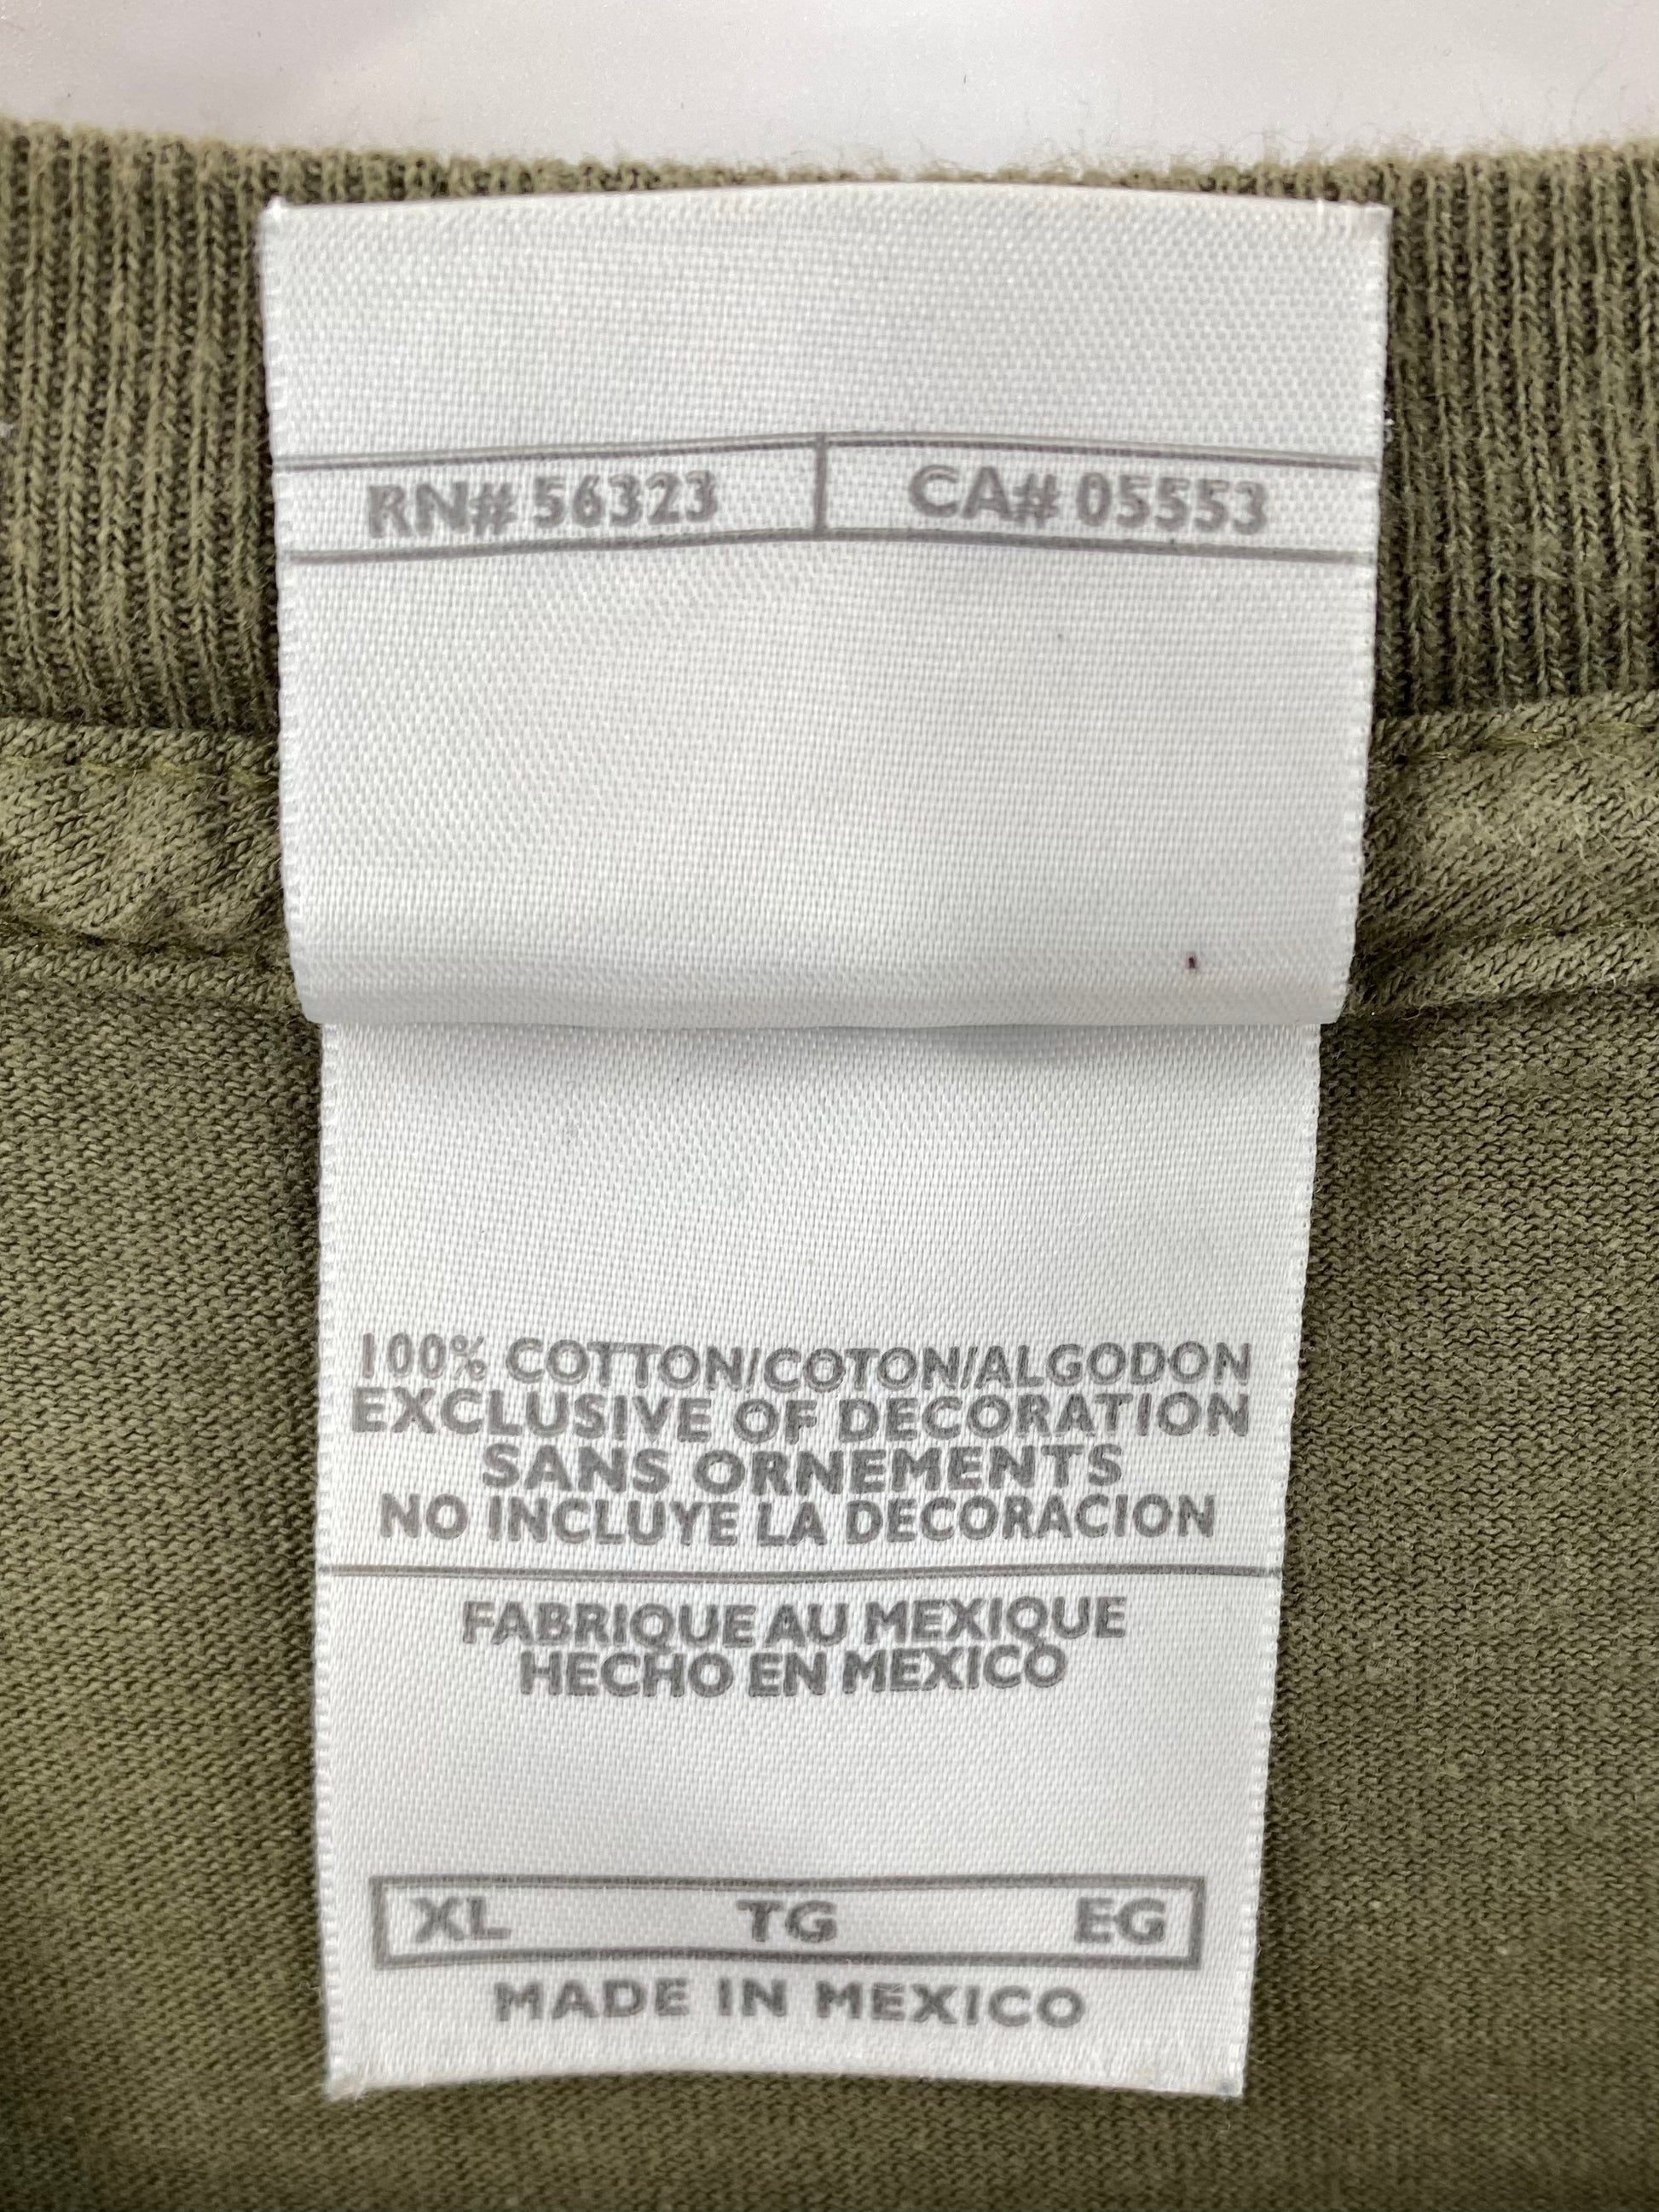 RN# 56323 CA# 05553
100% COTTON/COTON/ALGODON
EXCLUSIVE OF DECORATION
SANS ORNEMENTS
NO INCLUYE LA DECORACION
FABRIQUE AU MEXIQUE
HECHO EN MEXICO
XL TG EG
MADE IN MEXICO